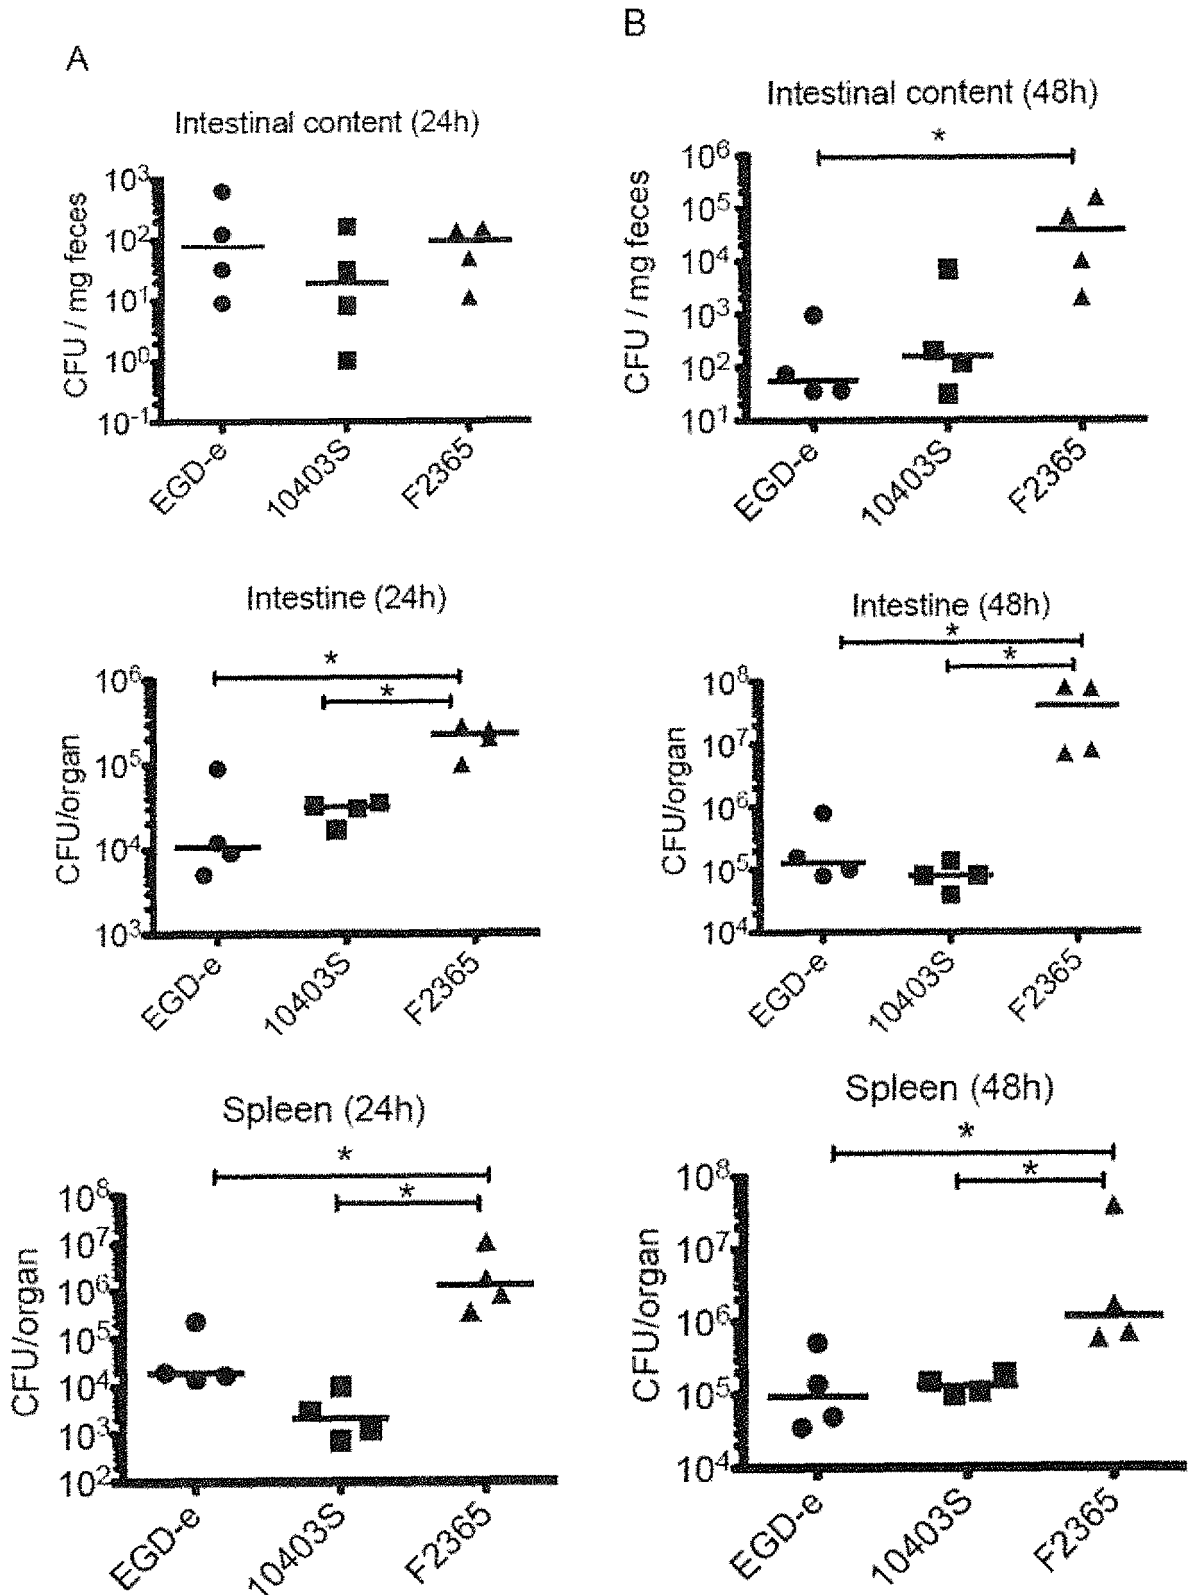 A
Intestinal content (24h)
CFU / mg feces
10³
10²
10¹
10⁰
10⁻¹
EGD-e
10403S
F2365
B
Intestinal content (48h)
*
CFU / mg feces
10⁶
10⁵
10⁴
10³
10²
10¹
EGD-e
10403S
F2365
Intestine (24h)
*
*
CFU/organ
10⁶
10⁵
10⁴
10³
EGD-e
10403S
F2365
Intestine (48h)
*
*
CFU/organ
10⁸
10⁷
10⁶
10⁵
10⁴
EGD-e
10403S
F2365
Spleen (24h)
*
*
CFU/organ
10⁸
10⁷
10⁶
10⁵
10⁴
10³
10²
EGD-e
10403S
F2365
Spleen (48h)
*
*
CFU/organ
10⁸
10⁷
10⁶
10⁵
10⁴
EGD-e
10403S
F2365